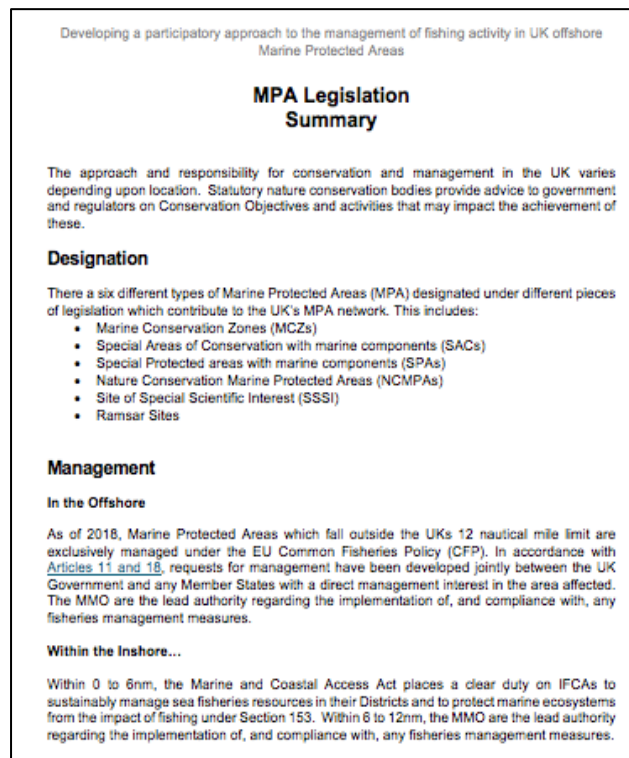 Developing a participatory approach to the management of fishing activity in UK offshore
Marine Protected Areas
MPA Legislation
Summary
The approach and responsibility for conservation and management in the UK varies
depending upon location. Statutory nature conservation bodies provide advice to government
and regulators on Conservation Objectives and activities that may impact the achievement of
these.
Designation
There a six different types of Marine Protected Areas (MPA) designated under different pieces
of legislation which contribute to the UK's MPA network. This includes:
• Marine Conservation Zones (MCZs)
• Special Areas of Conservation with marine components (SACs)
• Special Protected areas with marine components (SPAs)
• Nature Conservation Marine Protected Areas (NCMPAs)
• Site of Special Scientific Interest (SSSI)
• Ramsar Sites
Management
In the Offshore
As of 2018, Marine Protected Areas which fall outside the UKs 12 nautical mile limit are
exclusively managed under the EU Common Fisheries Policy (CFP). In accordance with
Articles 11 and 18, requests for management have been developed jointly between the UK
Government and any Member States with a direct management interest in the area affected.
The MMO are the lead authority regarding the implementation of, and compliance with, any
fisheries management measures.
Within the Inshore...
Within 0 to 6nm, the Marine and Coastal Access Act places a clear duty on IFCAs to
sustainably manage sea fisheries resources in their Districts and to protect marine ecosystems
from the impact of fishing under Section 153. Within 6 to 12nm, the MMO are the lead authority
regarding the implementation of, and compliance with, any fisheries management measures.